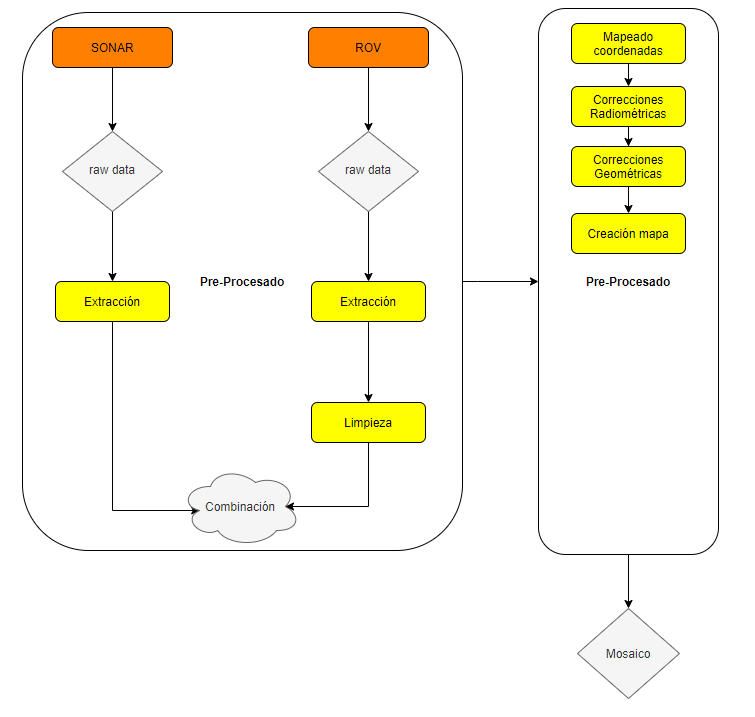 SONAR
ROV
raw data
raw data
Pre-Procesado
Extracción
Extracción
Limpieza
Combinación
Mapeado
coordenadas
Correcciones
Radiométricas
Correcciones
Geométricas
Creación mapa
Pre-Procesado
Mosaico